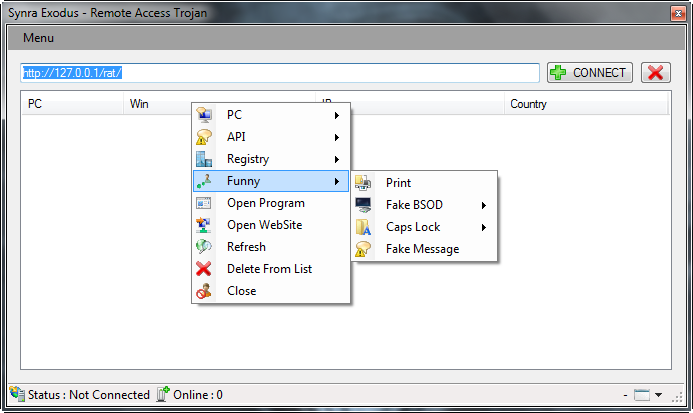 Synra Exodus - Remote Access Trojan
Menu
http://127.0.0.1/rat/
CONNECT
PC Win IP Country
PC
API
Registry
Funny
Open Program
Open WebSite
Refresh
Delete From List
Close
Print
Fake BSOD
Caps Lock
Fake Message
Status : Not Connected Online : 0 -